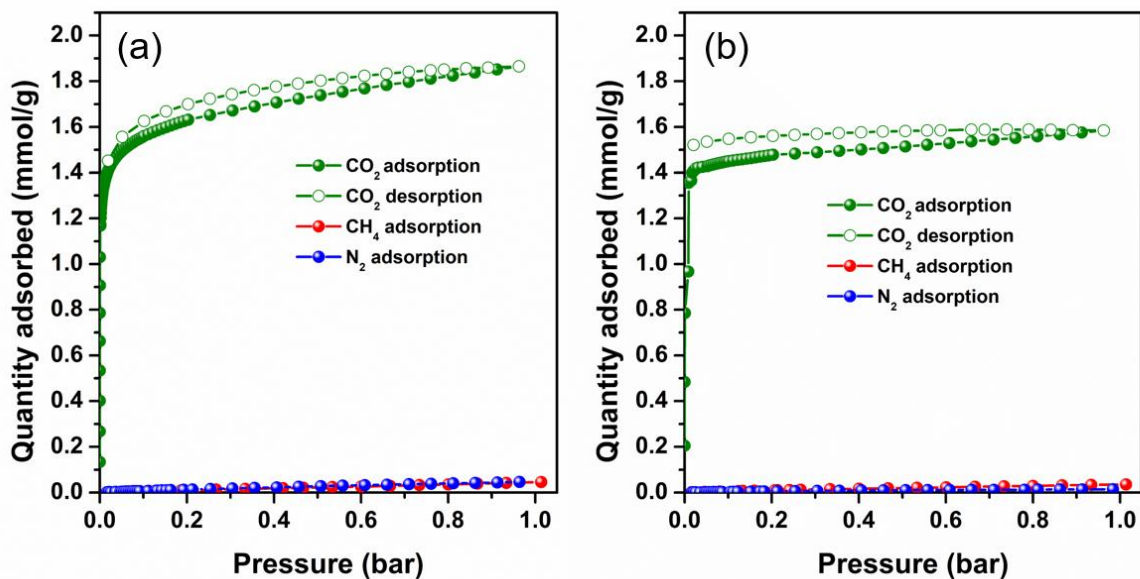 (a)
Quantity adsorbed (mmol/g)
2.0
1.8
1.6
1.4
1.2
1.0
0.8
0.6
0.4
0.2
0.0
CO₂ adsorption
CO₂ desorption
CH₄ adsorption
N₂ adsorption
0.0 0.2 0.4 0.6 0.8 1.0
Pressure (bar)
(b)
Quantity adsorbed (mmol/g)
2.0
1.8
1.6
1.4
1.2
1.0
0.8
0.6
0.4
0.2
0.0
CO₂ adsorption
CO₂ desorption
CH₄ adsorption
N₂ adsorption
0.0 0.2 0.4 0.6 0.8 1.0
Pressure (bar)